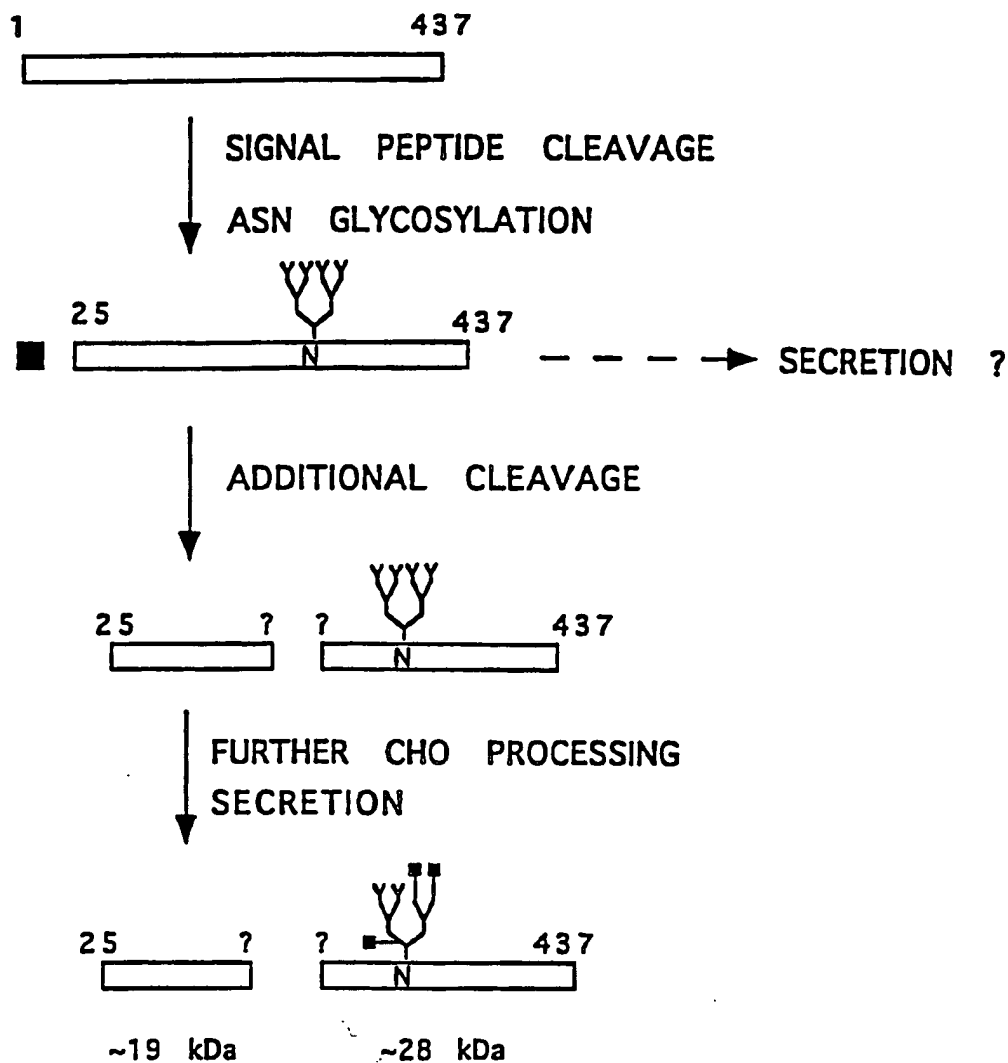 1 437
SIGNAL PEPTIDE CLEAVAGE
ASN GLYCOSYLATION
25 437
N
SECRETION ?
ADDITIONAL CLEAVAGE
25 ? ? 437
N
FURTHER CHO PROCESSING
SECRETION
25 ? ? 437
N
~19 kDa ~28 kDa